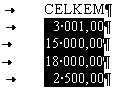 → CELKEM¶
→ 3·001,00¶
→ 15·000,00¶
→ 18·000,00¶
→ 2·500,00¶